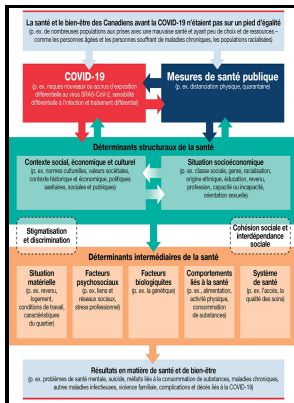 La santé et le bien-être des Canadiens avant la COVID-19 n'étaient pas sur un pied d'égalité
(p. ex. de nombreuses populations aux prises avec une mauvaise santé et ayant peu de choix et de ressources –
comme les personnes âgées et les personnes souffrant de maladies chroniques, les populations racialisées)
COVID-19
(p. ex. risques nouveaux ou accrus d'exposition
différentielle au virus SRAS-CoV-2, sensibilité
différentielle à l'infection et traitement différentiel)
Mesures de santé publique
(p. ex. distanciation physique, quarantaine)
Déterminants structuraux de la santé
Contexte social, économique et culturel
(p. ex. normes culturelles, valeurs sociétales,
contexte historique et économique, politiques
sanitaires, sociales et publiques)
Situation socioéconomique
(p. ex. classe sociale, genre, racialisation,
origine ethnique, éducation, revenu,
profession, capacité ou incapacité,
orientation sexuelle)
Stigmatisation
et discrimination
Cohésion sociale et
interdépendance
sociale
Déterminants intermédiaires de la santé
Situation
matérielle
(p. ex. revenu,
logement,
conditions de travail,
caractéristiques
du quartier)
Facteurs
psychosociaux
(p. ex. liens et
réseaux sociaux,
stress professionnel)
Facteurs
biologiques
(p. ex. la génétique)
Comportements
liés à la santé
(p. ex., alimentation,
activité physique,
consommation
de substances)
Système
de santé
(p. ex. l'accès, la
qualité des soins)
Résultats en matière de santé et de bien-être
(p. ex. problèmes de santé mentale, suicide, méfaits liés à la consommation de substances, maladies chroniques,
autres maladies infectieuses, violence familiale, complications et décès liés à la COVID-19)